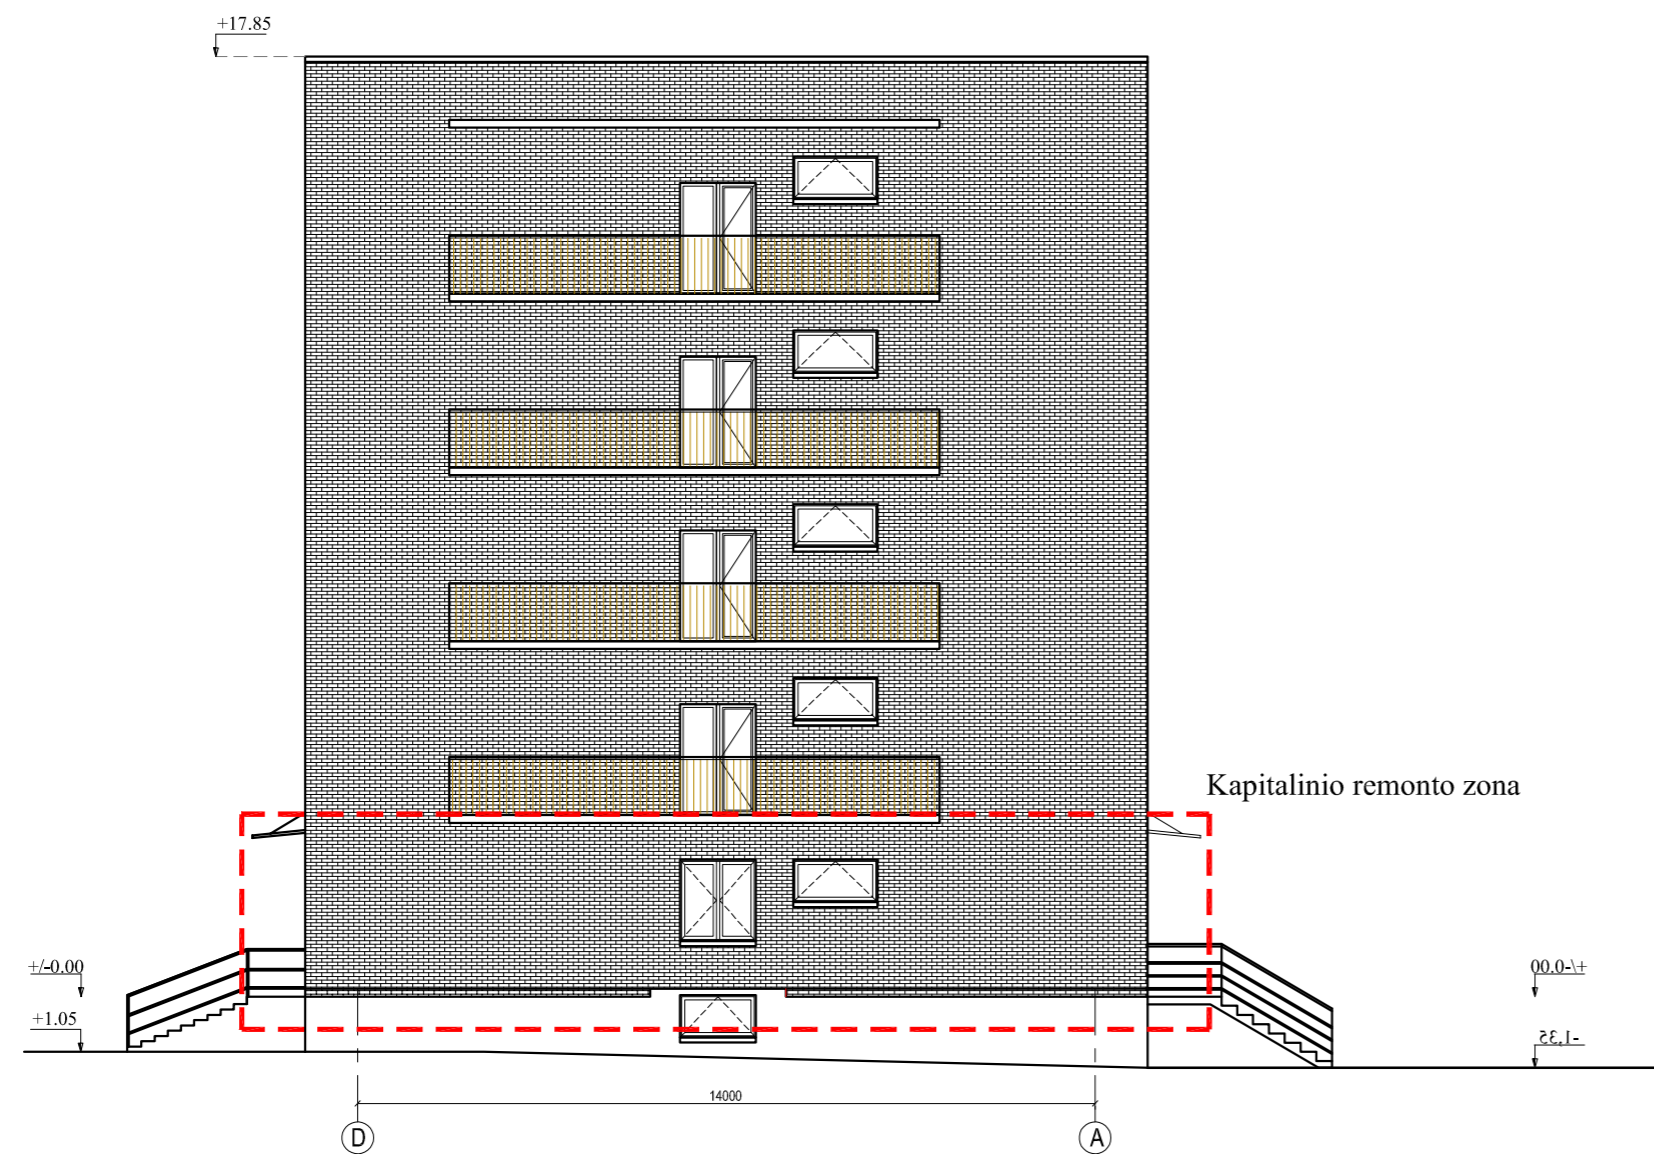 +17.85
Kapitalinio remonto zona
+/-0.00
+/-0.00
+1.05
-1,35
14000
D
A